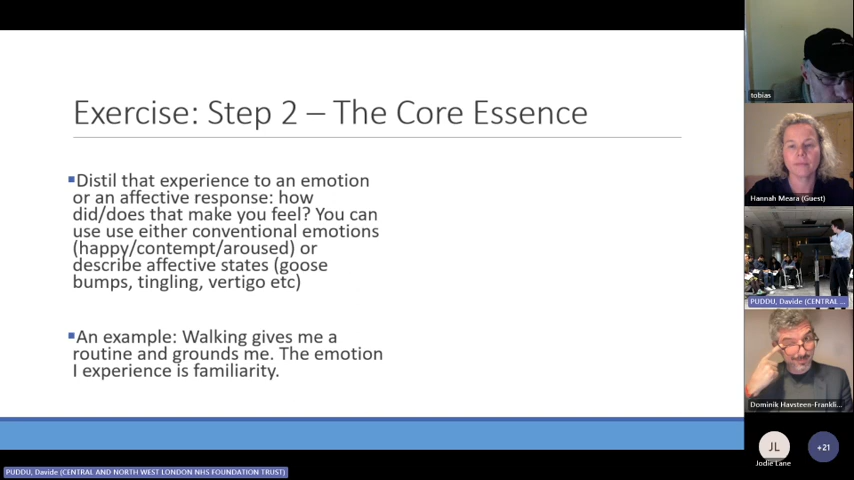 Exercise: Step 2 – The Core Essence
▪Distil that experience to an emotion
or an affective response: how
did/does that make you feel? You can
use use either conventional emotions
(happy/contempt/aroused) or
describe affective states (goose
bumps, tingling, vertigo etc)
▪An example: Walking gives me a
routine and grounds me. The emotion
I experience is familiarity.
tobias
Hannah Meara (Guest)
PUDDU, Davide (CENTRAL ...
Dominik Havsteen-Frankli...
JL
+21
Jodie Lane
PUDDU, Davide (CENTRAL AND NORTH WEST LONDON NHS FOUNDATION TRUST)